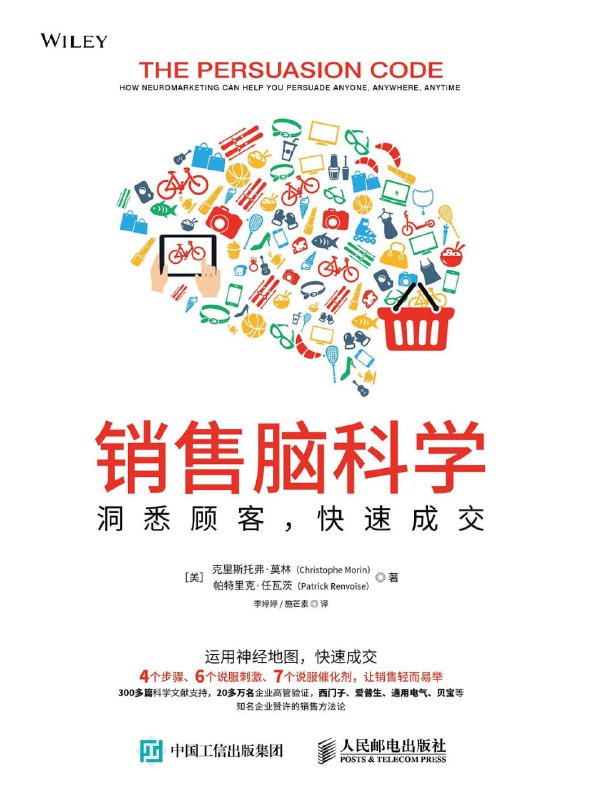 WILEY
THE PERSUASION CODE
HOW NEUROMARKETING CAN HELP YOU PERSUADE ANYONE, ANYWHERE, ANYTIME
销售脑科学
洞悉顾客，快速成交
［美］ 克里斯托弗·莫林（Christophe Morin）
帕特里克·任瓦茨（Patrick Renvoise） ◎ 著
李婷婷 / 施芒素 ◎ 译
运用神经地图，快速成交
4个步骤、6个说服刺激、7个说服催化剂，让销售轻而易举
300多篇科学文献支持，20多万名企业高管验证，西门子、爱普生、通用电气、贝宝等
知名企业赞许的销售方法论
中国工信出版集团
人民邮电出版社
POSTS & TELECOM PRESS